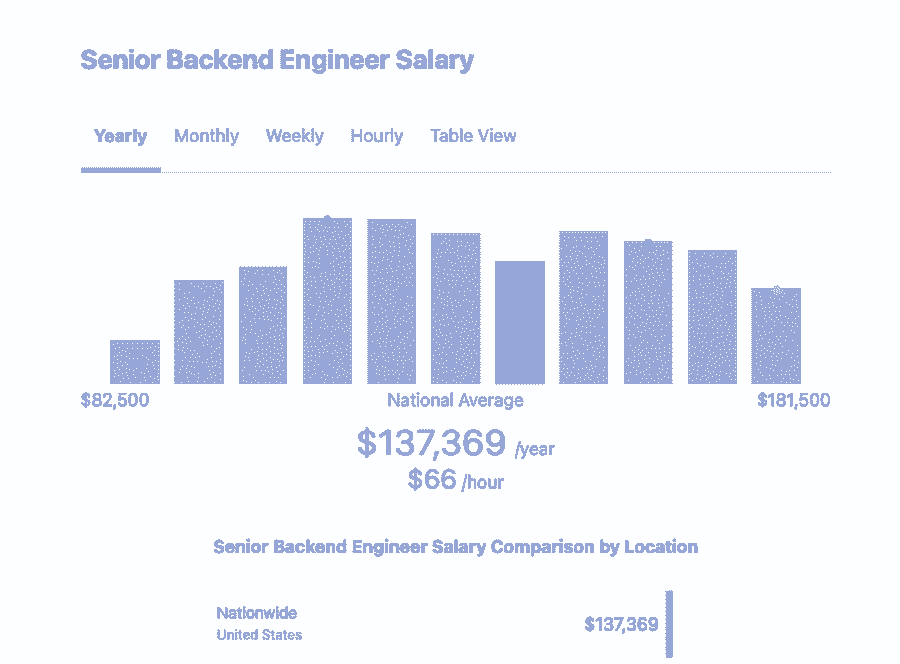 Senior Backend Engineer Salary
Yearly Monthly Weekly Hourly Table View
$82,500 National Average $181,500
$137,369 /year
$66 /hour
Senior Backend Engineer Salary Comparison by Location
Nationwide
$137,369
United States